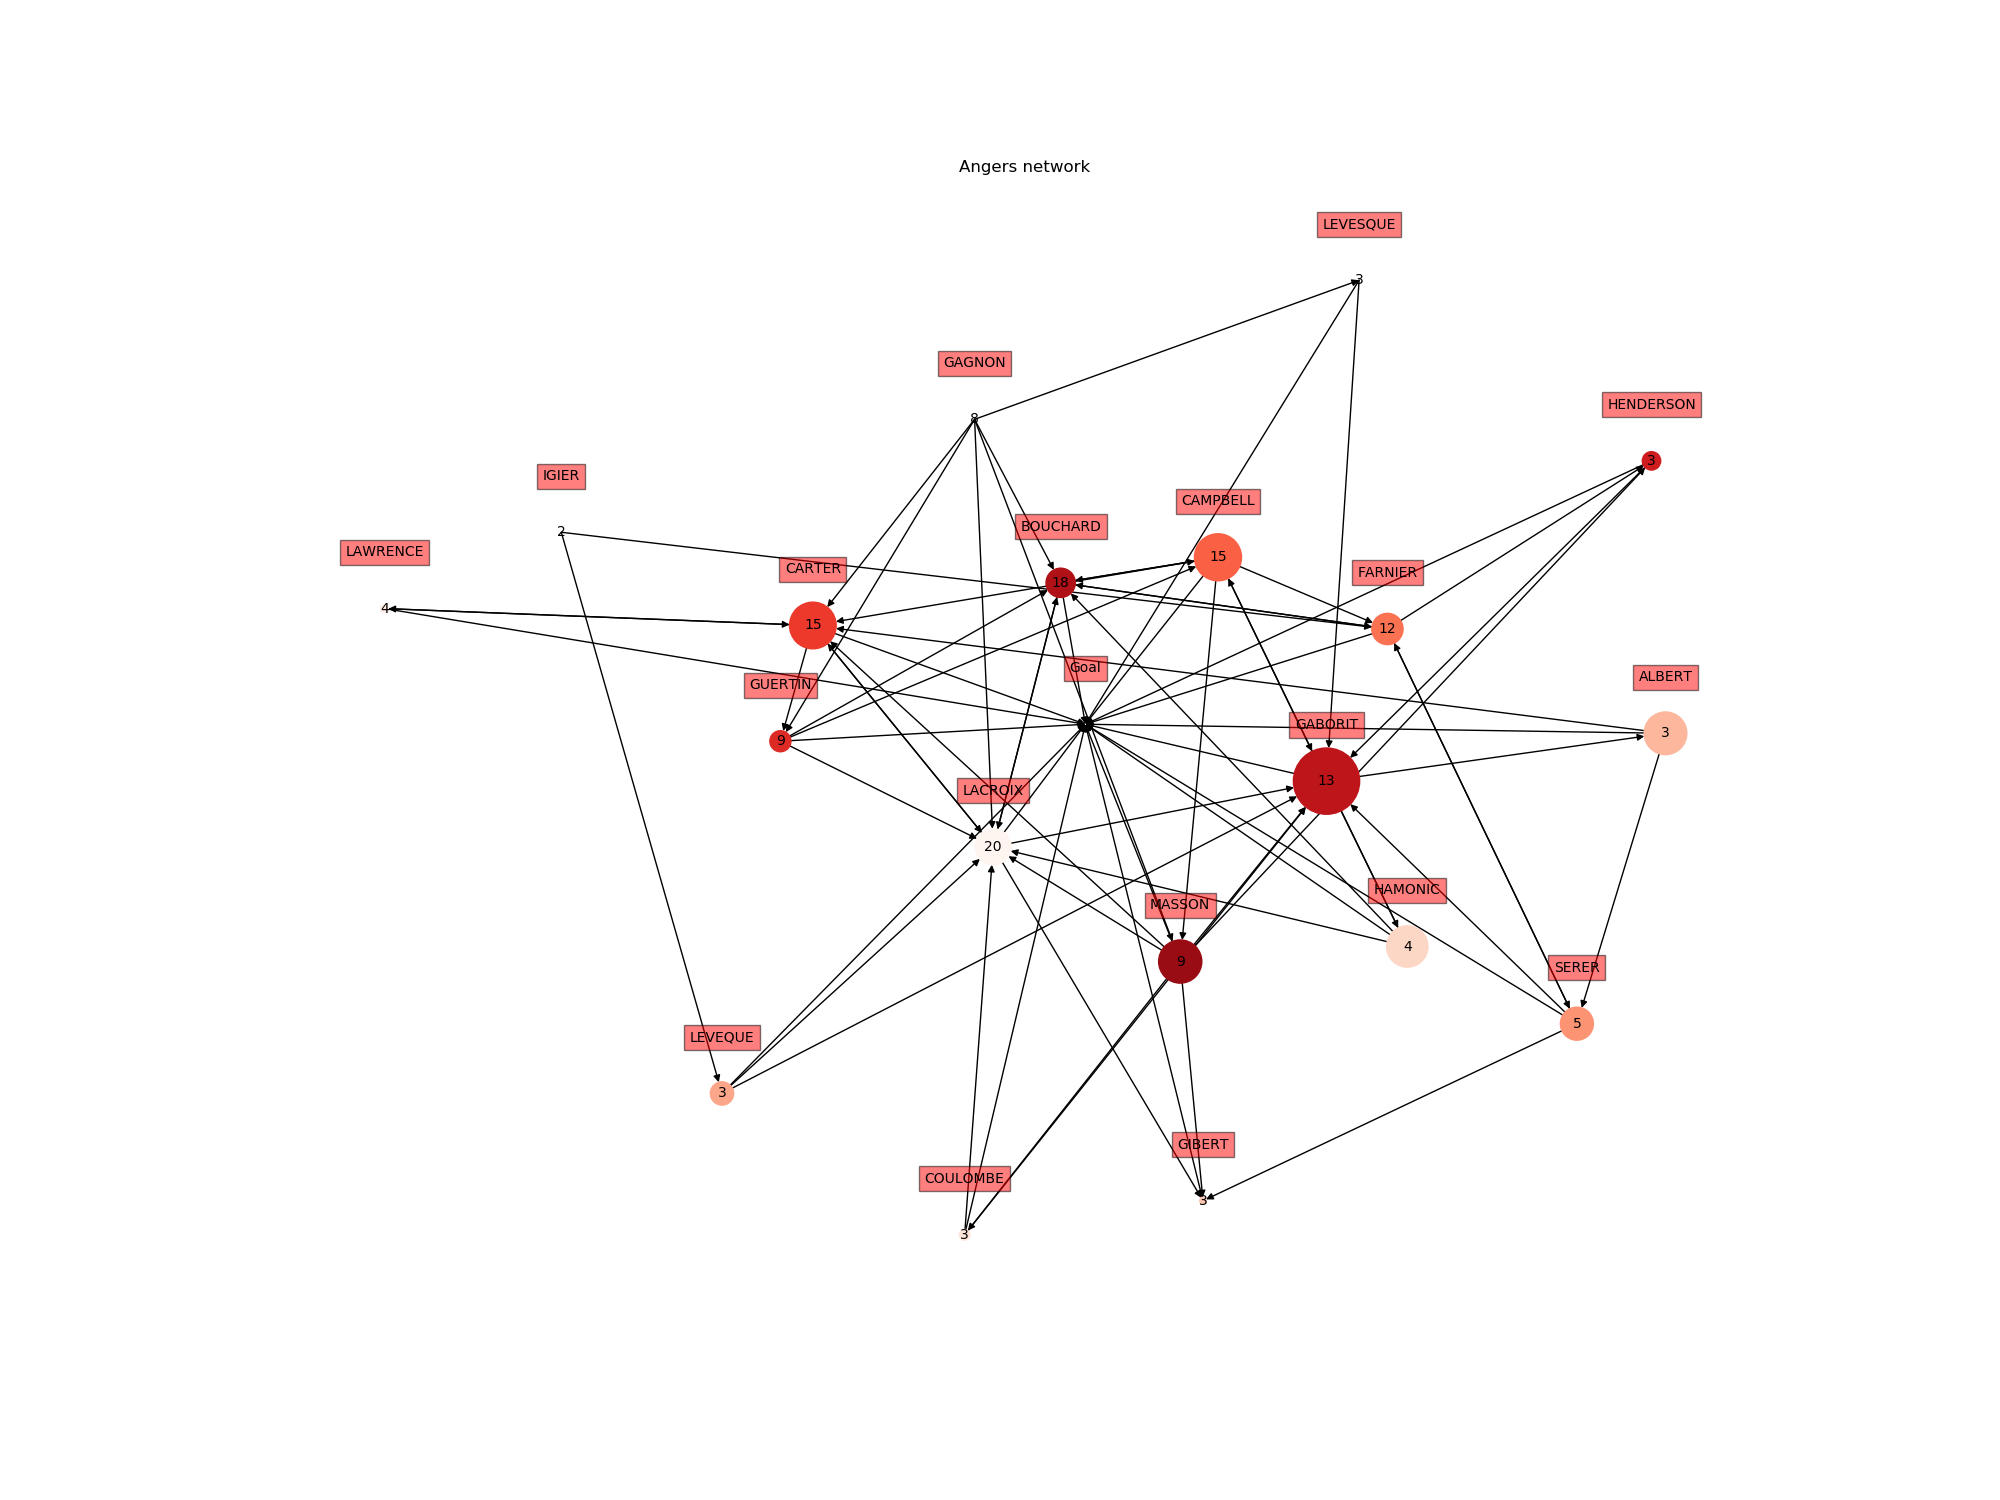 Angers network
LEVESQUE
3
GAGNON
8
HENDERSON
3
IGIER
2
CAMPBELL
15
BOUCHARD
18
LAWRENCE
4
CARTER
15
FARNIER
12
Goal
ALBERT
3
GUERTIN
9
GABORIT
13
LACROIX
20
HAMONIC
4
MASSON
9
SERER
5
LEVEQUE
3
GIBERT
3
COULOMBE
3